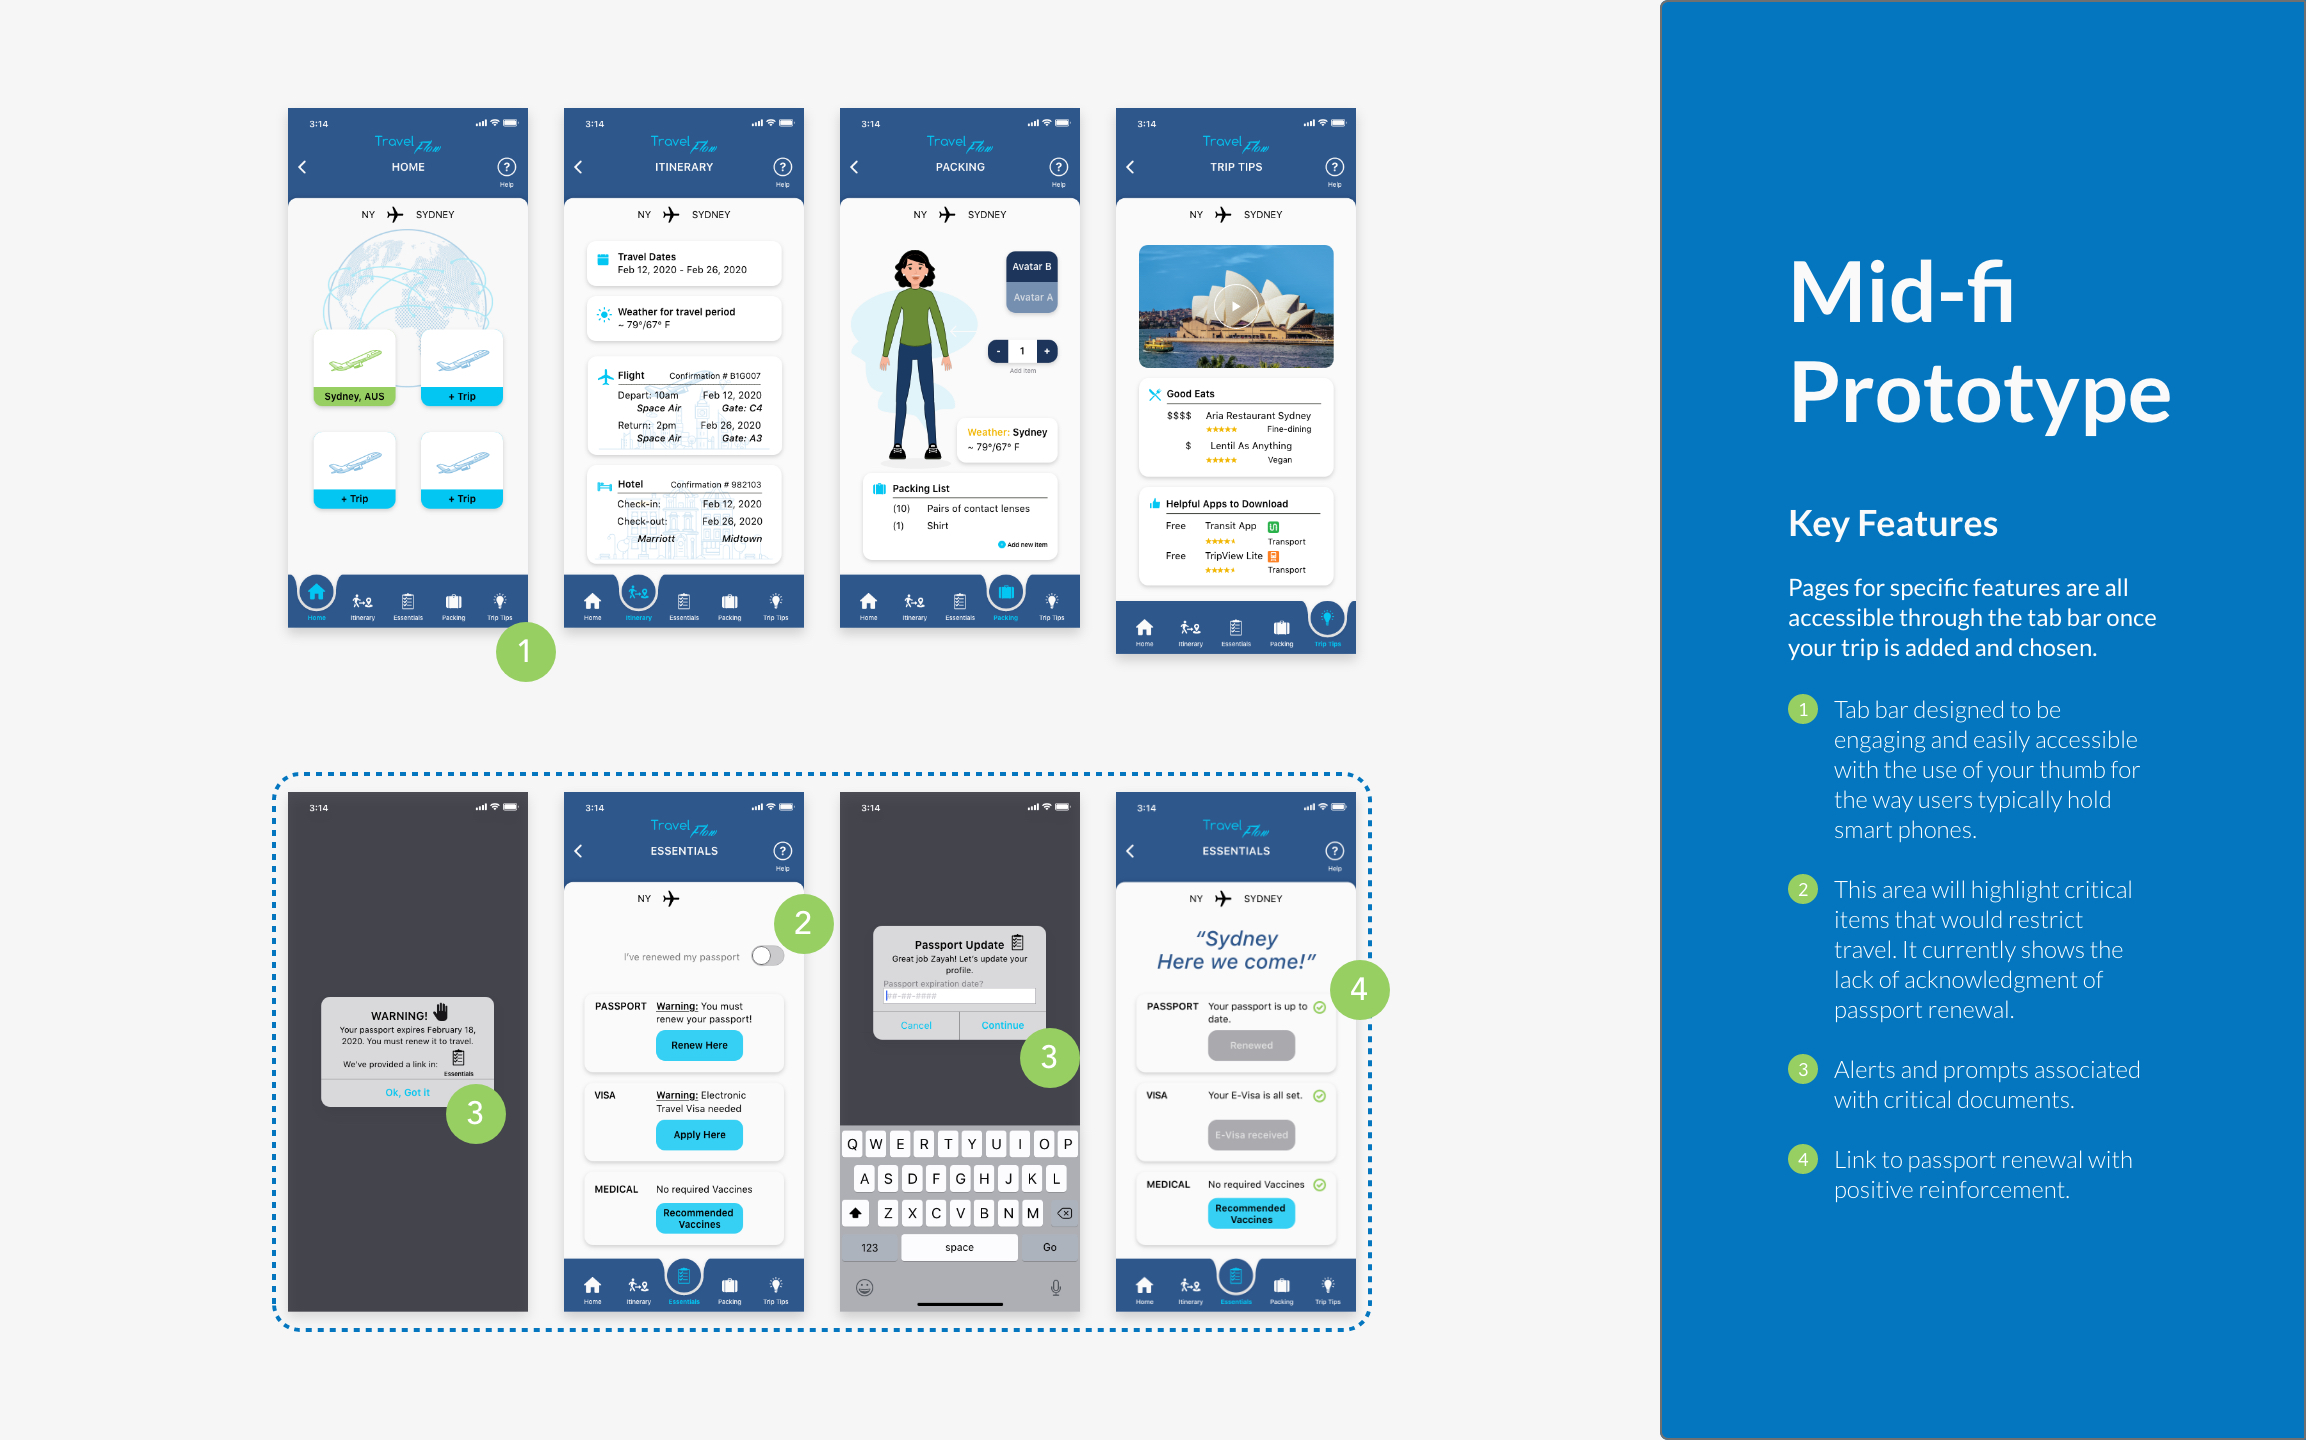 3:14
Travel Flow
HOME
?
Help
NY SYDNEY
Sydney, AUS
+ Trip
+ Trip
+ Trip
Home
Itinerary
Essentials
Packing
Trip Tips
1
3:14
Travel Flow
ITINERARY
?
Help
NY SYDNEY
Travel Dates
Feb 12, 2020 - Feb 26, 2020
Weather for travel period
~ 79°/67° F
Flight Confirmation # B1G007
Depart: 10am Feb 12, 2020
Space Air Gate: C4
Return: 2pm Feb 26, 2020
Space Air Gate: A3
Hotel Confirmation # 982103
Check-in: Feb 12, 2020
Check-out: Feb 26, 2020
Marriott Midtown
Home
Itinerary
Essentials
Packing
Trip Tips
3:14
Travel Flow
PACKING
?
Help
NY SYDNEY
Avatar B
Avatar A
- 1 +
Add item
Weather: Sydney
~ 79°/67° F
Packing List
(10) Pairs of contact lenses
(1) Shirt
Add new item
Home
Itinerary
Essentials
Packing
Trip Tips
3:14
Travel Flow
TRIP TIPS
?
Help
NY SYDNEY
Good Eats
$$$$ Aria Restaurant Sydney
Fine-dining
$ Lentil As Anything
Vegan
Helpful Apps to Download
Free Transit App
Transport
Free TripView Lite
Transport
Home
Itinerary
Essentials
Packing
Trip Tips
3:14
WARNING!
Your passport expires February 18,
2020. You must renew it to travel.
We've provided a link in:
Essentials
Ok, Got it
3
3:14
Travel Flow
ESSENTIALS
?
Help
NY
2
I've renewed my passport
PASSPORT Warning: You must
renew your passport!
Renew Here
VISA Warning: Electronic
Travel Visa needed
Apply Here
MEDICAL No required Vaccines
Recommended
Vaccines
Home
Itinerary
Essentials
Packing
Trip Tips
3:14
Passport Update
Great job Zayah! Let's update your
profile.
Passport expiration date?
##-##-####
Cancel Continue
3
Q W E R T Y U I O P
A S D F G H J K L
Z X C V B N M
123 space Go
3:14
Travel Flow
ESSENTIALS
?
Help
NY SYDNEY
“Sydney
Here we come!”
4
PASSPORT Your passport is up to
date.
Renewed
VISA Your E-Visa is all set.
E-Visa received
MEDICAL No required Vaccines
Recommended
Vaccines
Home
Itinerary
Essentials
Packing
Trip Tips
Mid-fi
Prototype
Key Features
Pages for specific features are all
accessible through the tab bar once
your trip is added and chosen.
1 Tab bar designed to be
engaging and easily accessible
with the use of your thumb for
the way users typically hold
smart phones.
2 This area will highlight critical
items that would restrict
travel. It currently shows the
lack of acknowledgment of
passport renewal.
3 Alerts and prompts associated
with critical documents.
4 Link to passport renewal with
positive reinforcement.